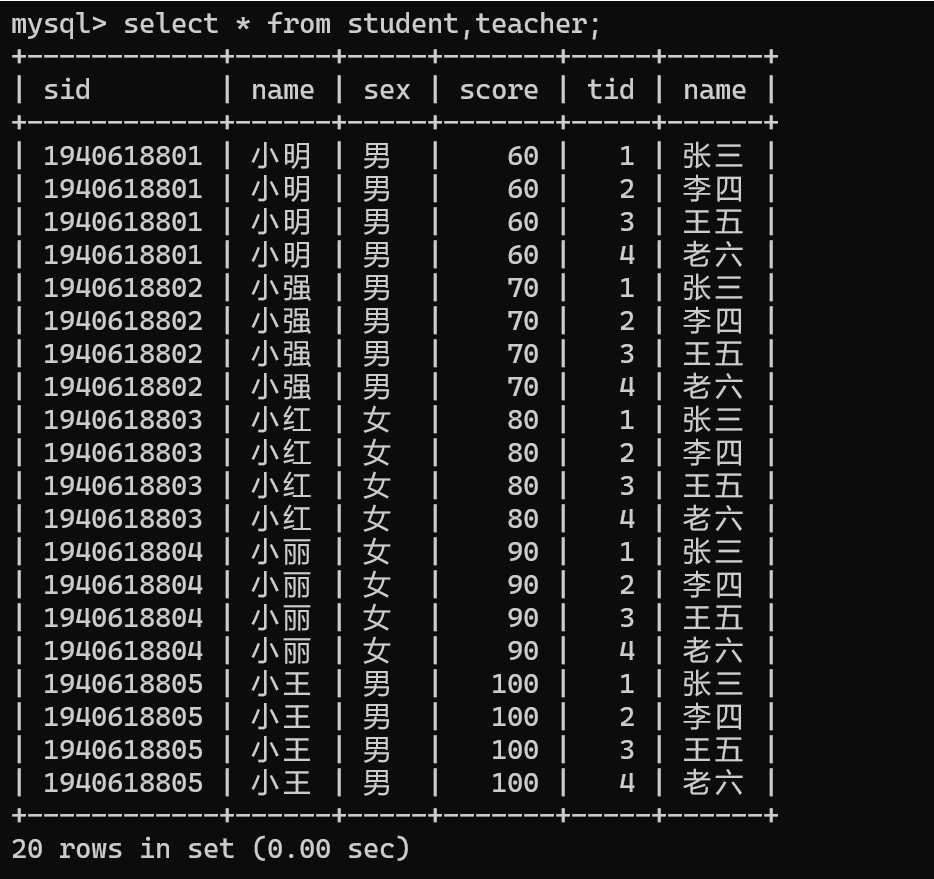 mysql> select * from student,teacher;
+------------+------+-----+-------+-----+------+
| sid        | name | sex | score | tid | name |
+------------+------+-----+-------+-----+------+
| 1940618801 | 小明 | 男  |    60 |   1 | 张三 |
| 1940618801 | 小明 | 男  |    60 |   2 | 李四 |
| 1940618801 | 小明 | 男  |    60 |   3 | 王五 |
| 1940618801 | 小明 | 男  |    60 |   4 | 老六 |
| 1940618802 | 小强 | 男  |    70 |   1 | 张三 |
| 1940618802 | 小强 | 男  |    70 |   2 | 李四 |
| 1940618802 | 小强 | 男  |    70 |   3 | 王五 |
| 1940618802 | 小强 | 男  |    70 |   4 | 老六 |
| 1940618803 | 小红 | 女  |    80 |   1 | 张三 |
| 1940618803 | 小红 | 女  |    80 |   2 | 李四 |
| 1940618803 | 小红 | 女  |    80 |   3 | 王五 |
| 1940618803 | 小红 | 女  |    80 |   4 | 老六 |
| 1940618804 | 小丽 | 女  |    90 |   1 | 张三 |
| 1940618804 | 小丽 | 女  |    90 |   2 | 李四 |
| 1940618804 | 小丽 | 女  |    90 |   3 | 王五 |
| 1940618804 | 小丽 | 女  |    90 |   4 | 老六 |
| 1940618805 | 小王 | 男  |   100 |   1 | 张三 |
| 1940618805 | 小王 | 男  |   100 |   2 | 李四 |
| 1940618805 | 小王 | 男  |   100 |   3 | 王五 |
| 1940618805 | 小王 | 男  |   100 |   4 | 老六 |
+------------+------+-----+-------+-----+------+
20 rows in set (0.00 sec)